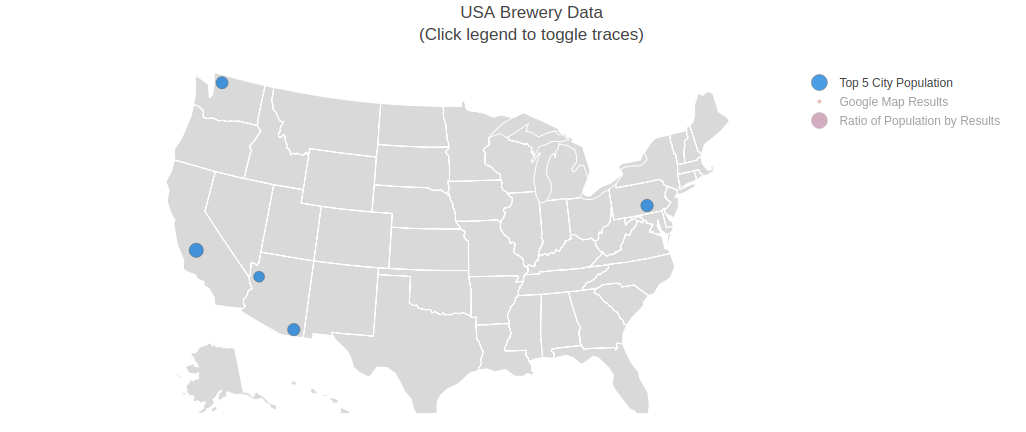 USA Brewery Data
(Click legend to toggle traces)
Top 5 City Population
Google Map Results
Ratio of Population by Results